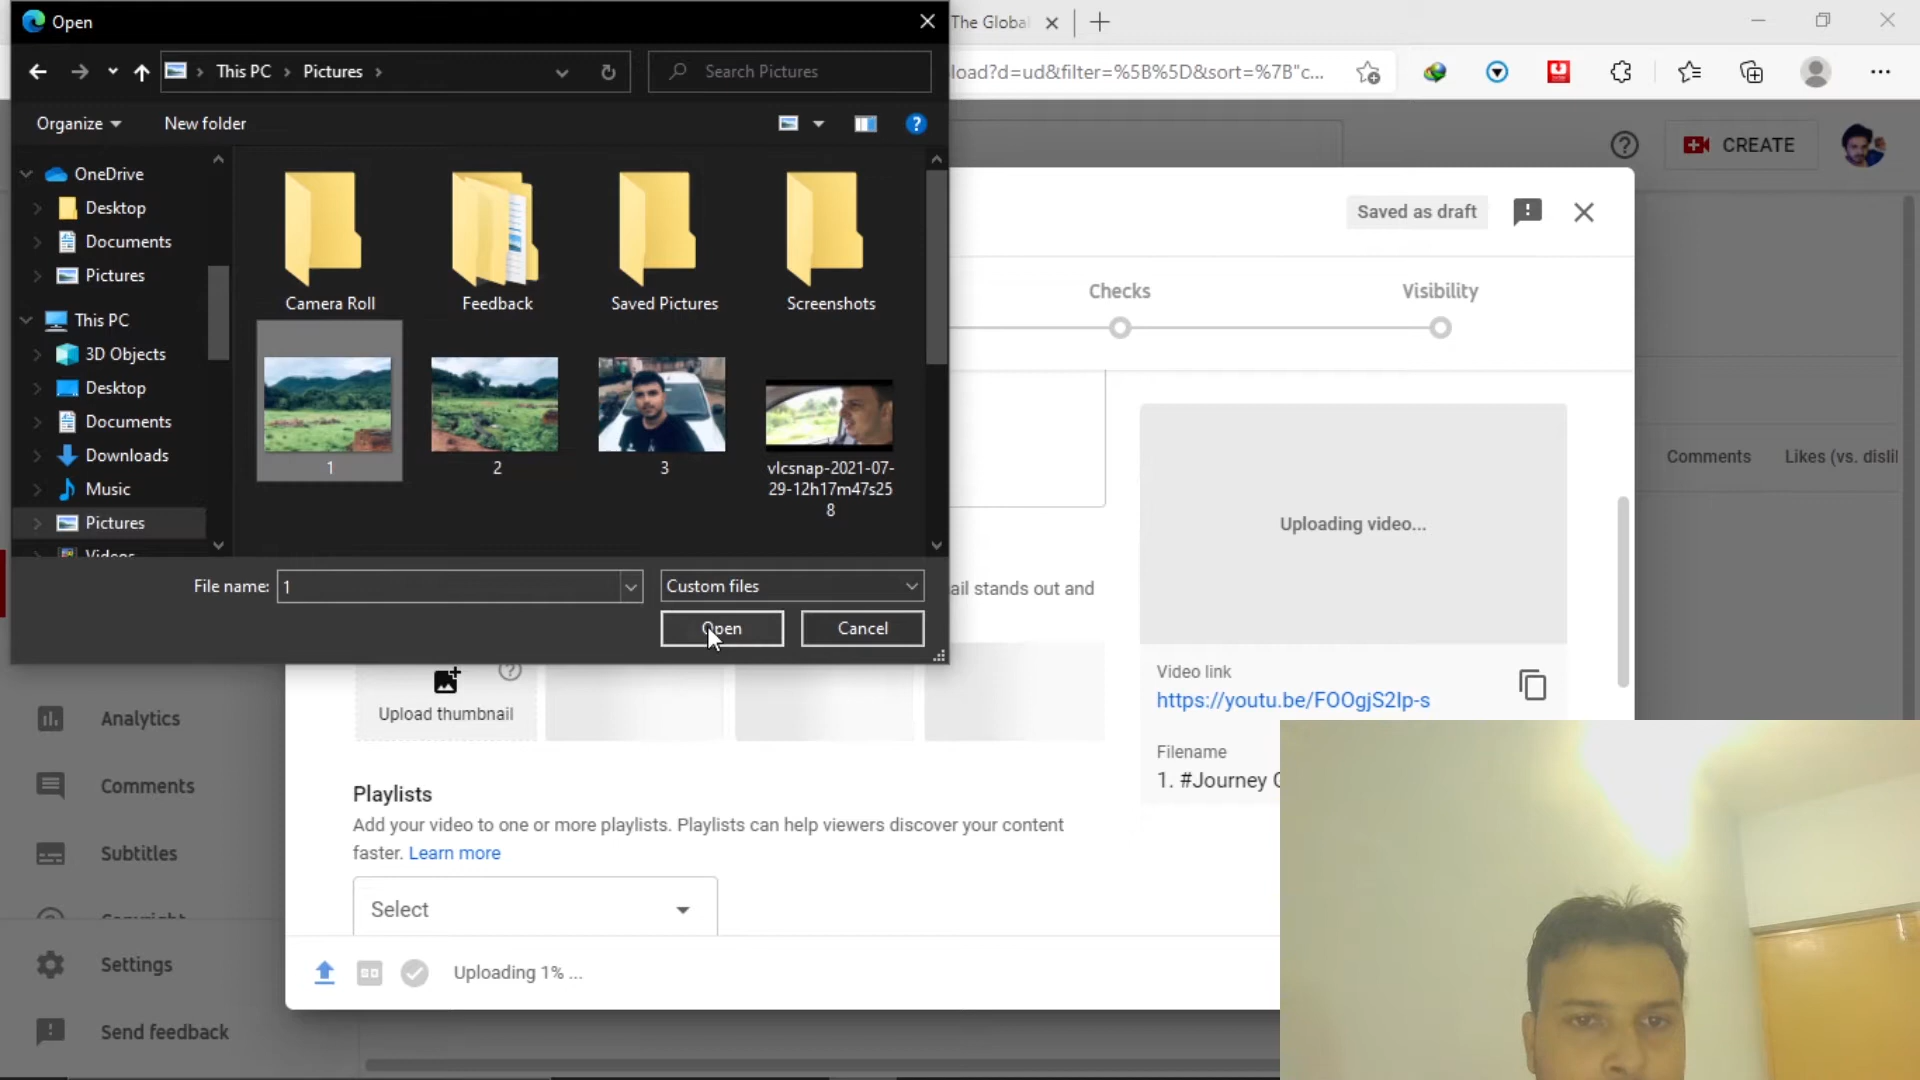 Open
The Globa
This PC
Pictures
Search Pictures
load?d=ud&filter=%5B%5D&sort=%7B"c...
Organize
New folder
CREATE
OneDrive
Desktop
Documents
Pictures
This PC
3D Objects
Desktop
Documents
Downloads
Music
Pictures
Videos
Camera Roll
Feedback
Saved Pictures
Screenshots
1
2
3
vlcsnap-2021-07-
29-12h17m47s25
8
File name:
1
Custom files
Open
Cancel
Saved as draft
Checks
Visibility
Comments
Likes (vs. disli
Uploading video...
ail stands out and
Upload thumbnail
Video link
https://youtu.be/FOOgjS2Ip-s
Filename
1. #Journey
Playlists
Add your video to one or more playlists. Playlists can help viewers discover your content
faster. Learn more
Select
Uploading 1% ...
Analytics
Comments
Subtitles
Copyright
Settings
Send feedback